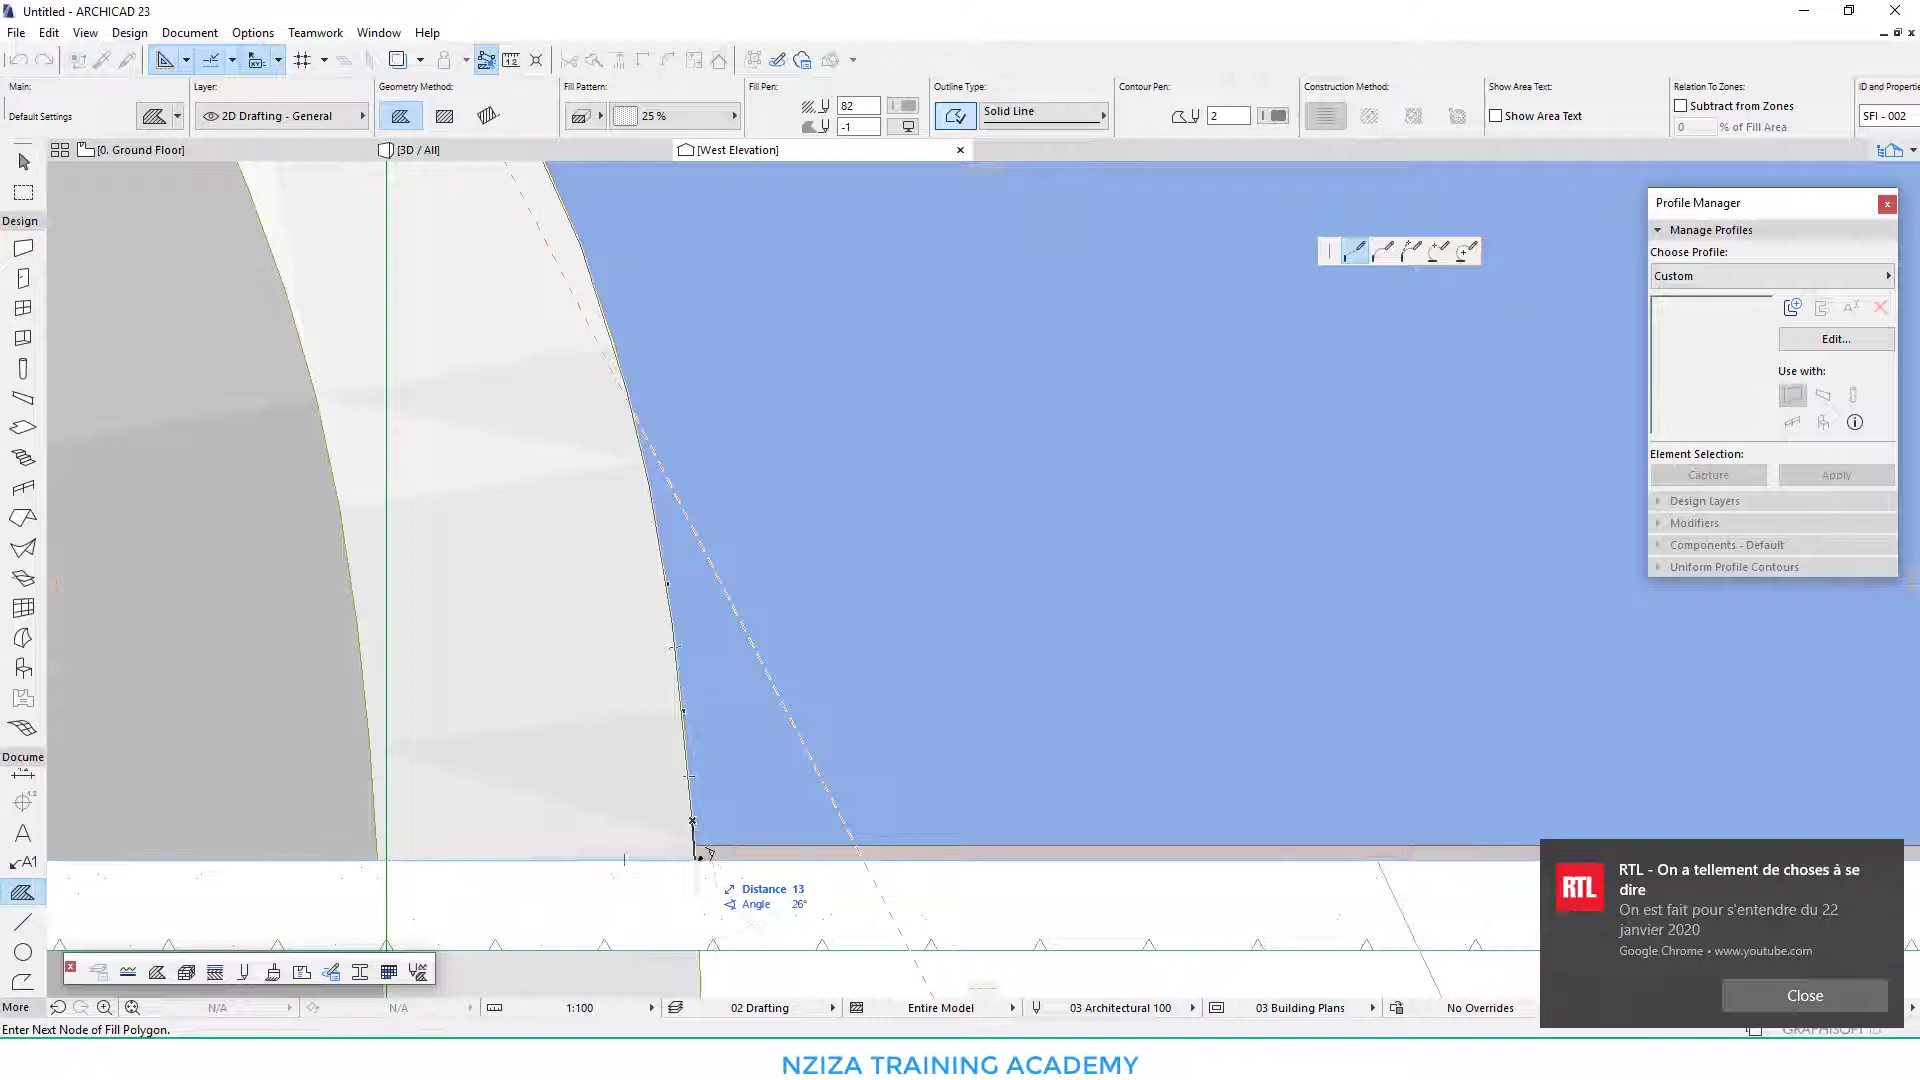 Untitled - ARCHICAD 23
File Edit View Design Document Options Teamwork Window Help
Main:
Default Settings
Layer:
2D Drafting - General
Geometry Method:
Fill Pattern:
25 %
Fill Pen:
82
-1
Outline Type:
Solid Line
Contour Pen:
2
Construction Method:
Show Area Text:
Show Area Text
Relation To Zones:
Subtract from Zones
0 % of Fill Area
ID and Properti
SFI - 002
[0. Ground Floor]
[3D / All]
[West Elevation]
Design
Docume
More
Profile Manager
Manage Profiles
Choose Profile:
Custom
Edit...
Use with:
Element Selection:
Capture Apply
Design Layers
Modifiers
Components - Default
Uniform Profile Contours
Distance 13
Angle 26°
RTL
RTL - On a tellement de choses à se
dire
On est fait pour s'entendre du 22
janvier 2020
Google Chrome • www.youtube.com
Close
N/A N/A 1:100 02 Drafting Entire Model 03 Architectural 100 03 Building Plans No Overrides
Enter Next Node of Fill Polygon.
NZIZA TRAINING ACADEMY